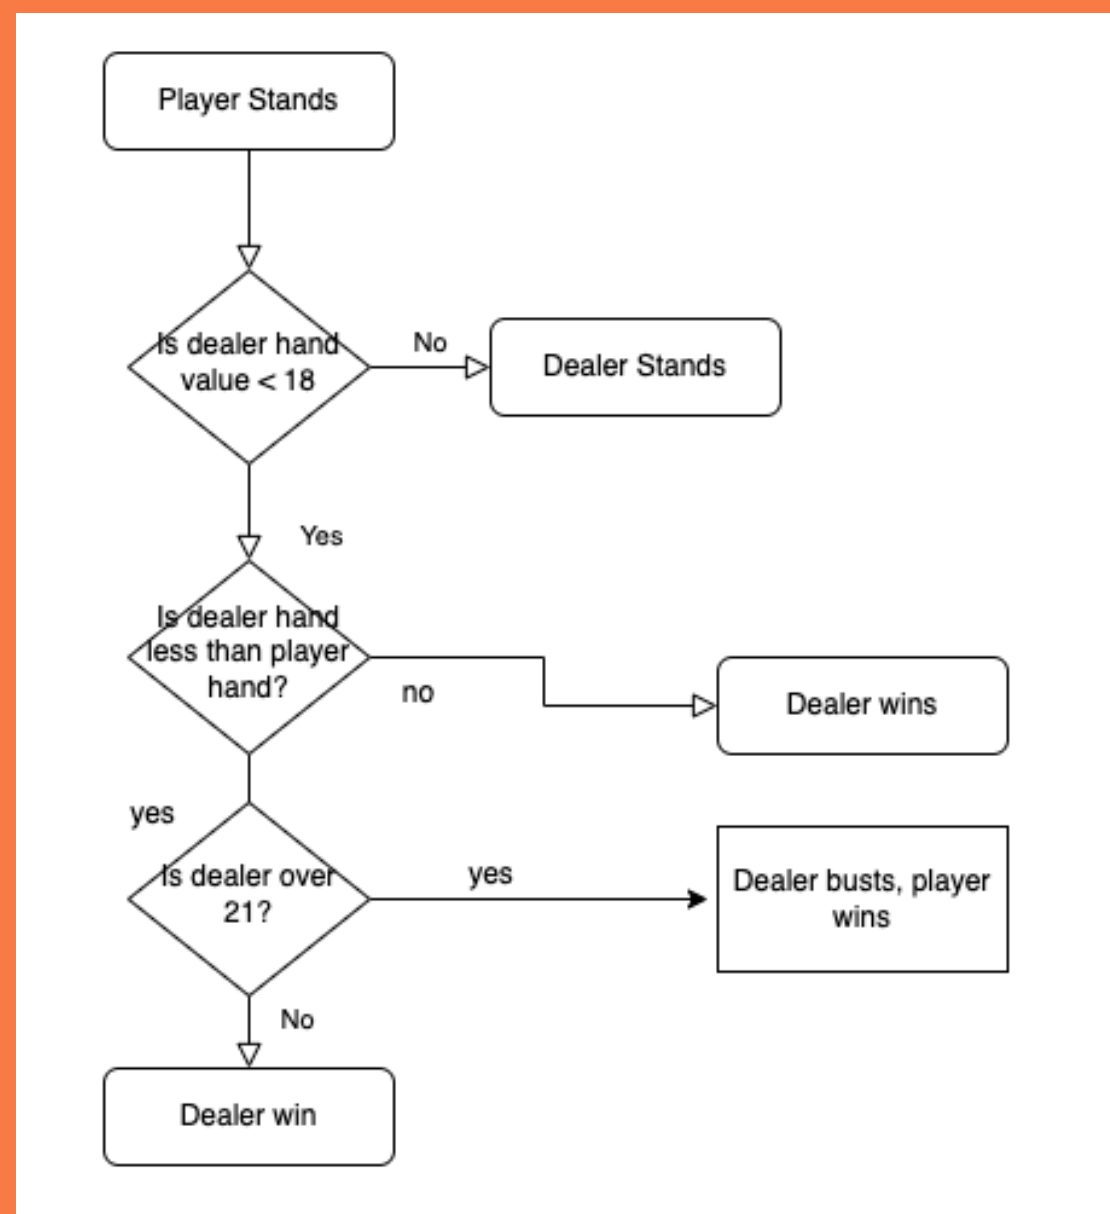 Player Stands
Is dealer hand
value < 18
No
Dealer Stands
Yes
Is dealer hand
less than player
hand?
no
Dealer wins
yes
Is dealer over
21?
yes
Dealer busts, player
wins
No
Dealer win